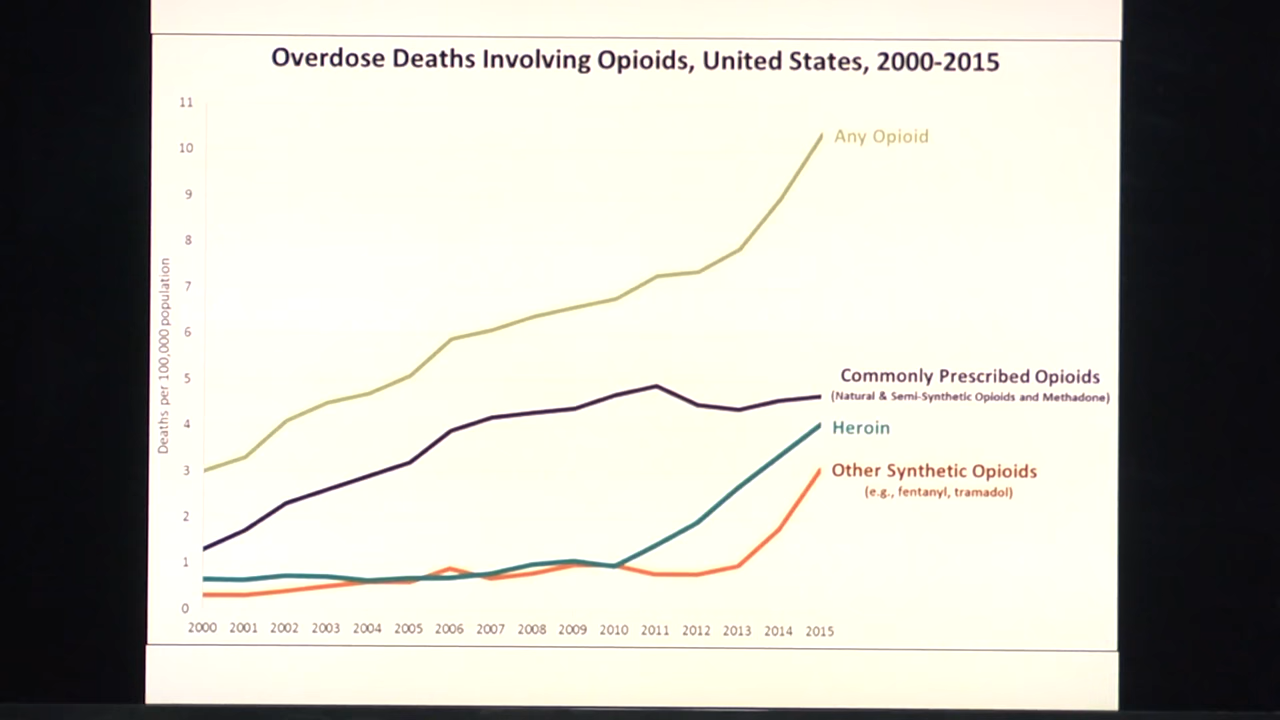 Overdose Deaths Involving Opioids, United States, 2000-2015
11
10
9
8
7
6
5
4
3
2
1
0
Deaths per 100,000 population
Any Opioid
Commonly Prescribed Opioids
(Natural & Semi-Synthetic Opioids and Methadone)
Heroin
Other Synthetic Opioids
(e.g., fentanyl, tramadol)
2000 2001 2002 2003 2004 2005 2006 2007 2008 2009 2010 2011 2012 2013 2014 2015